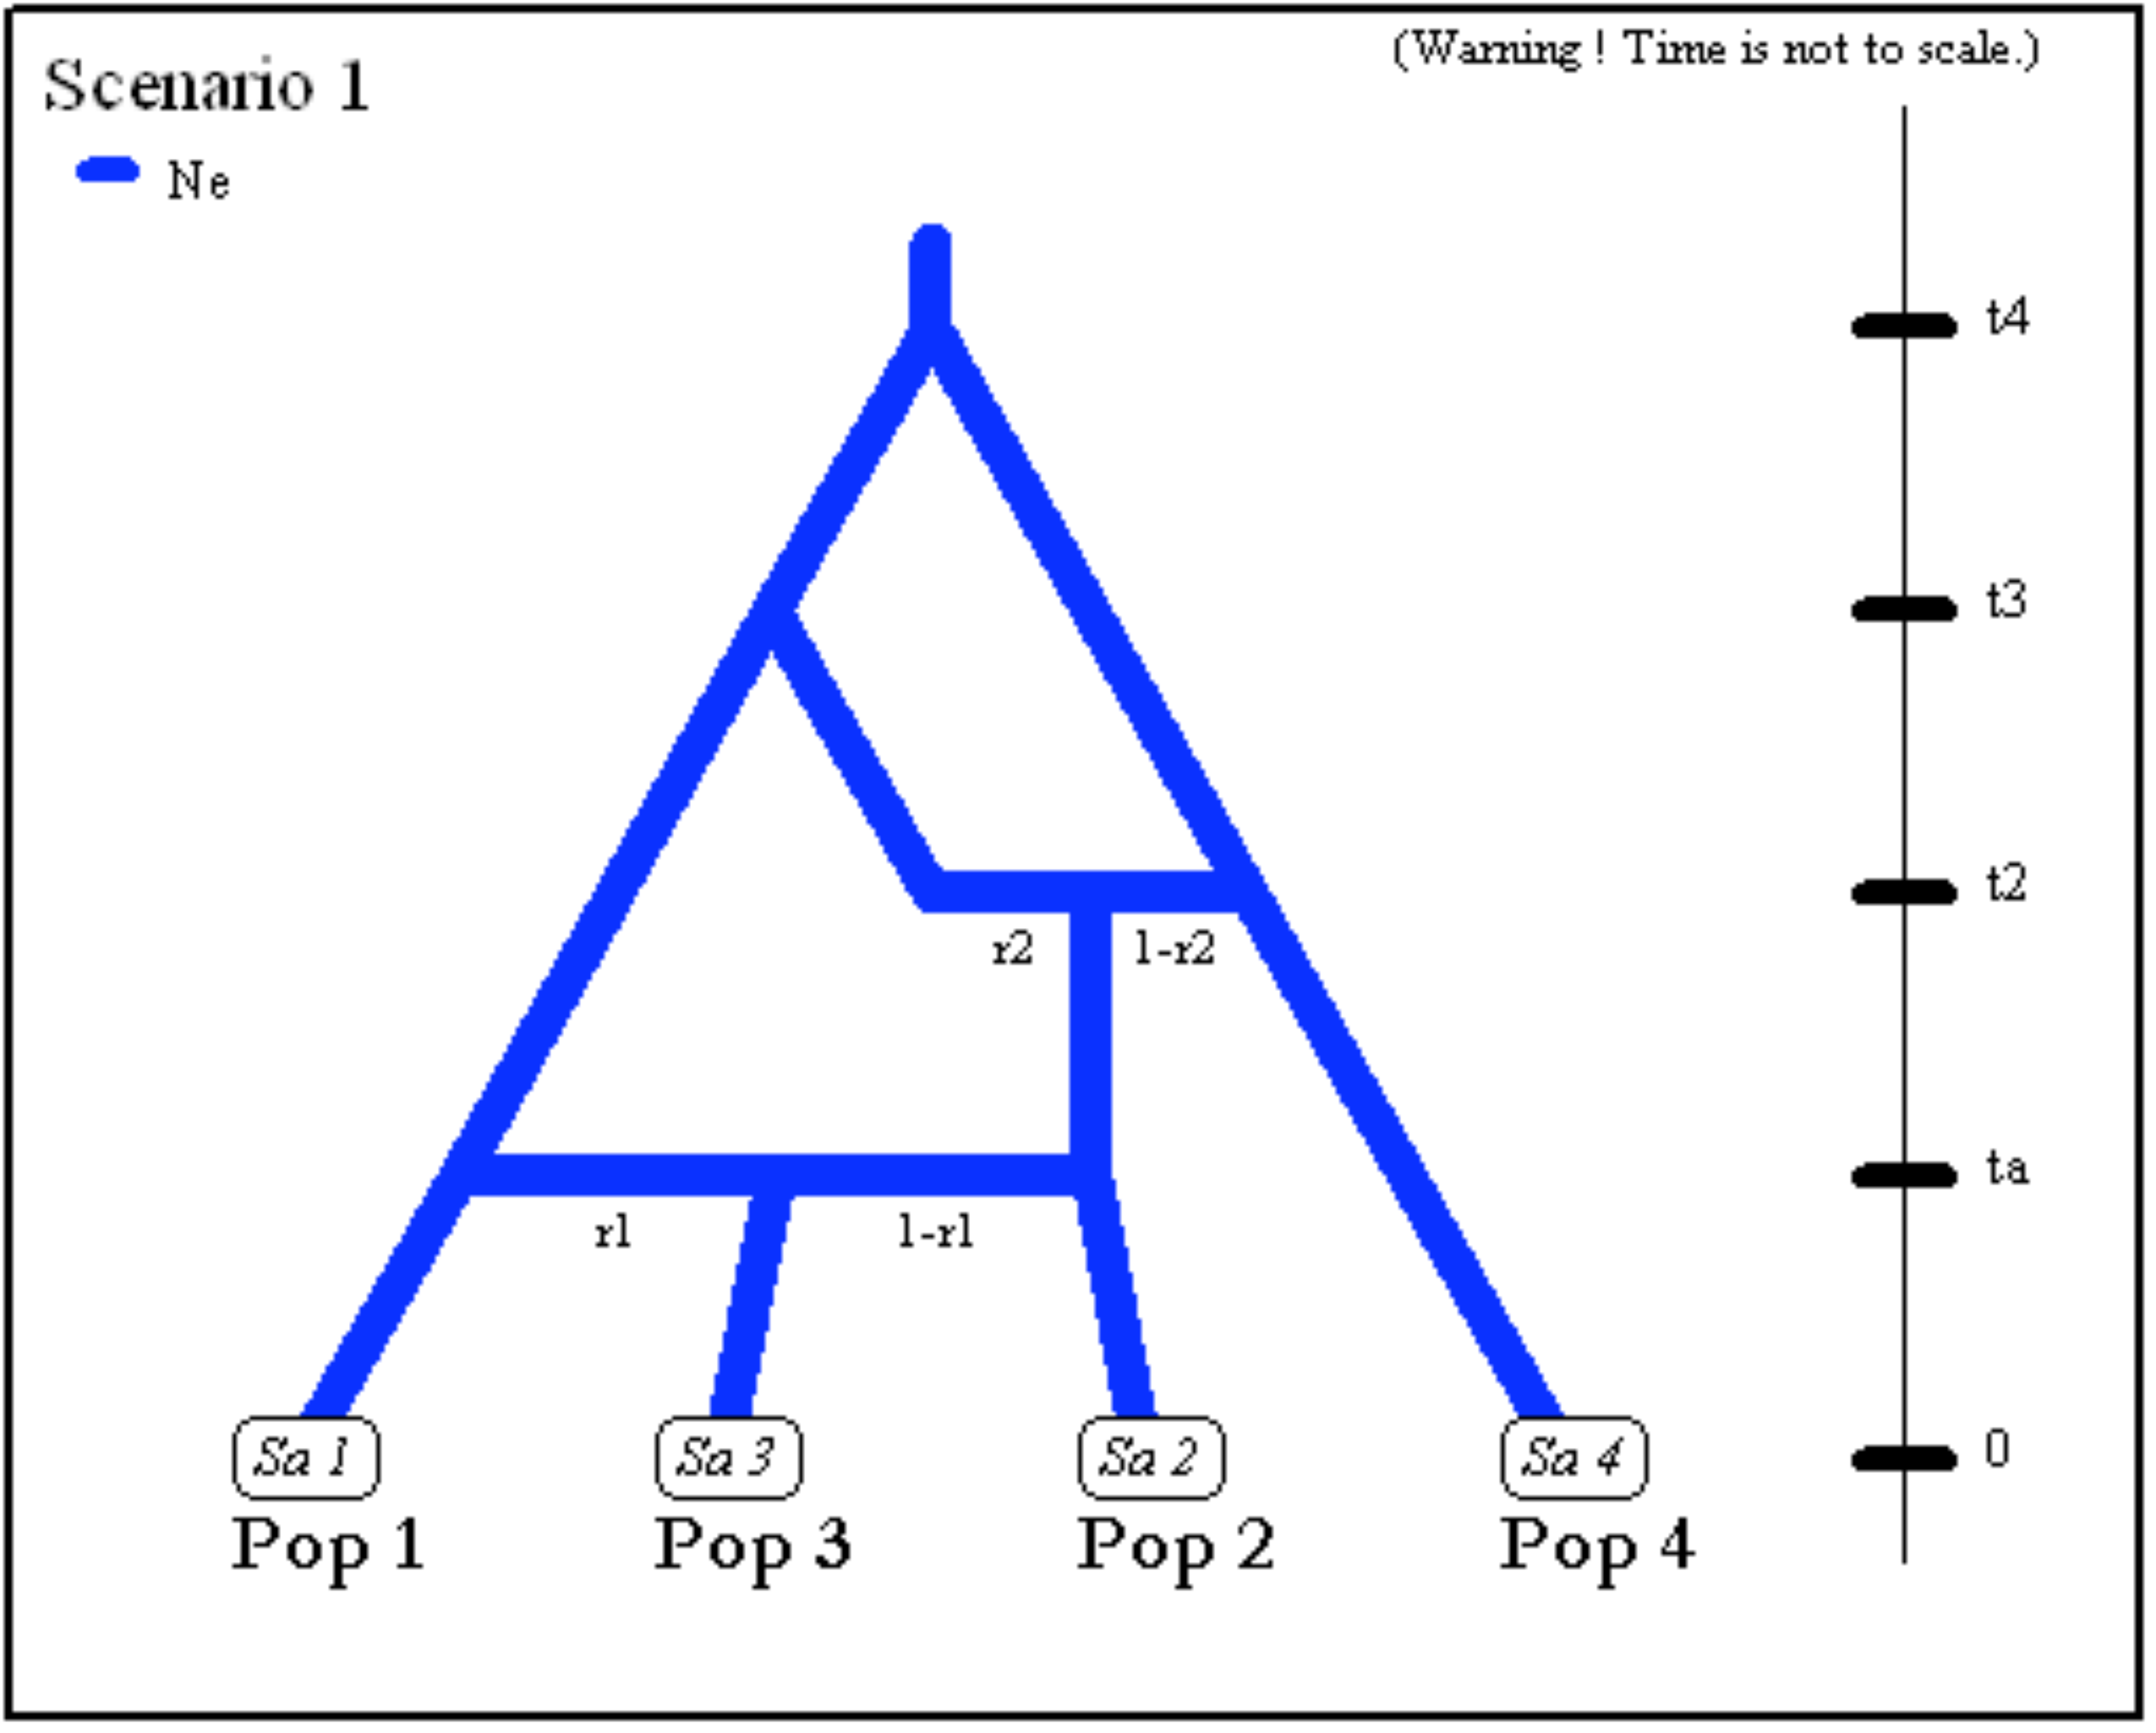 (Warning ! Time is not to scale.)
Scenario 1
Ne
t4
t3
t2
r2 1-r2
ta
r1 1-r1
Sa 1 Sa 3 Sa 2 Sa 4 0
Pop 1 Pop 3 Pop 2 Pop 4